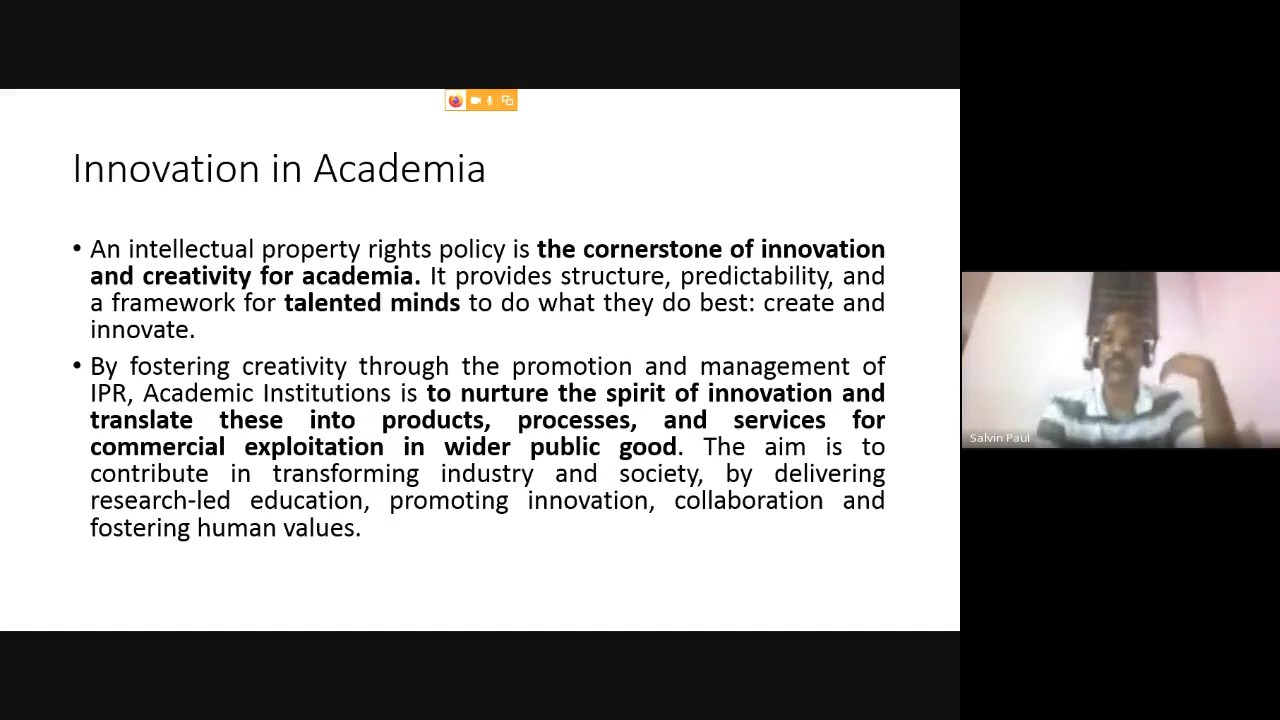 Innovation in Academia
• An intellectual property rights policy is the cornerstone of innovation
and creativity for academia. It provides structure, predictability, and
a framework for talented minds to do what they do best: create and
innovate.
• By fostering creativity through the promotion and management of
IPR, Academic Institutions is to nurture the spirit of innovation and
translate these into products, processes, and services for
commercial exploitation in wider public good. The aim is to
contribute in transforming industry and society, by delivering
research-led education, promoting innovation, collaboration and
fostering human values.
Salvin Paul